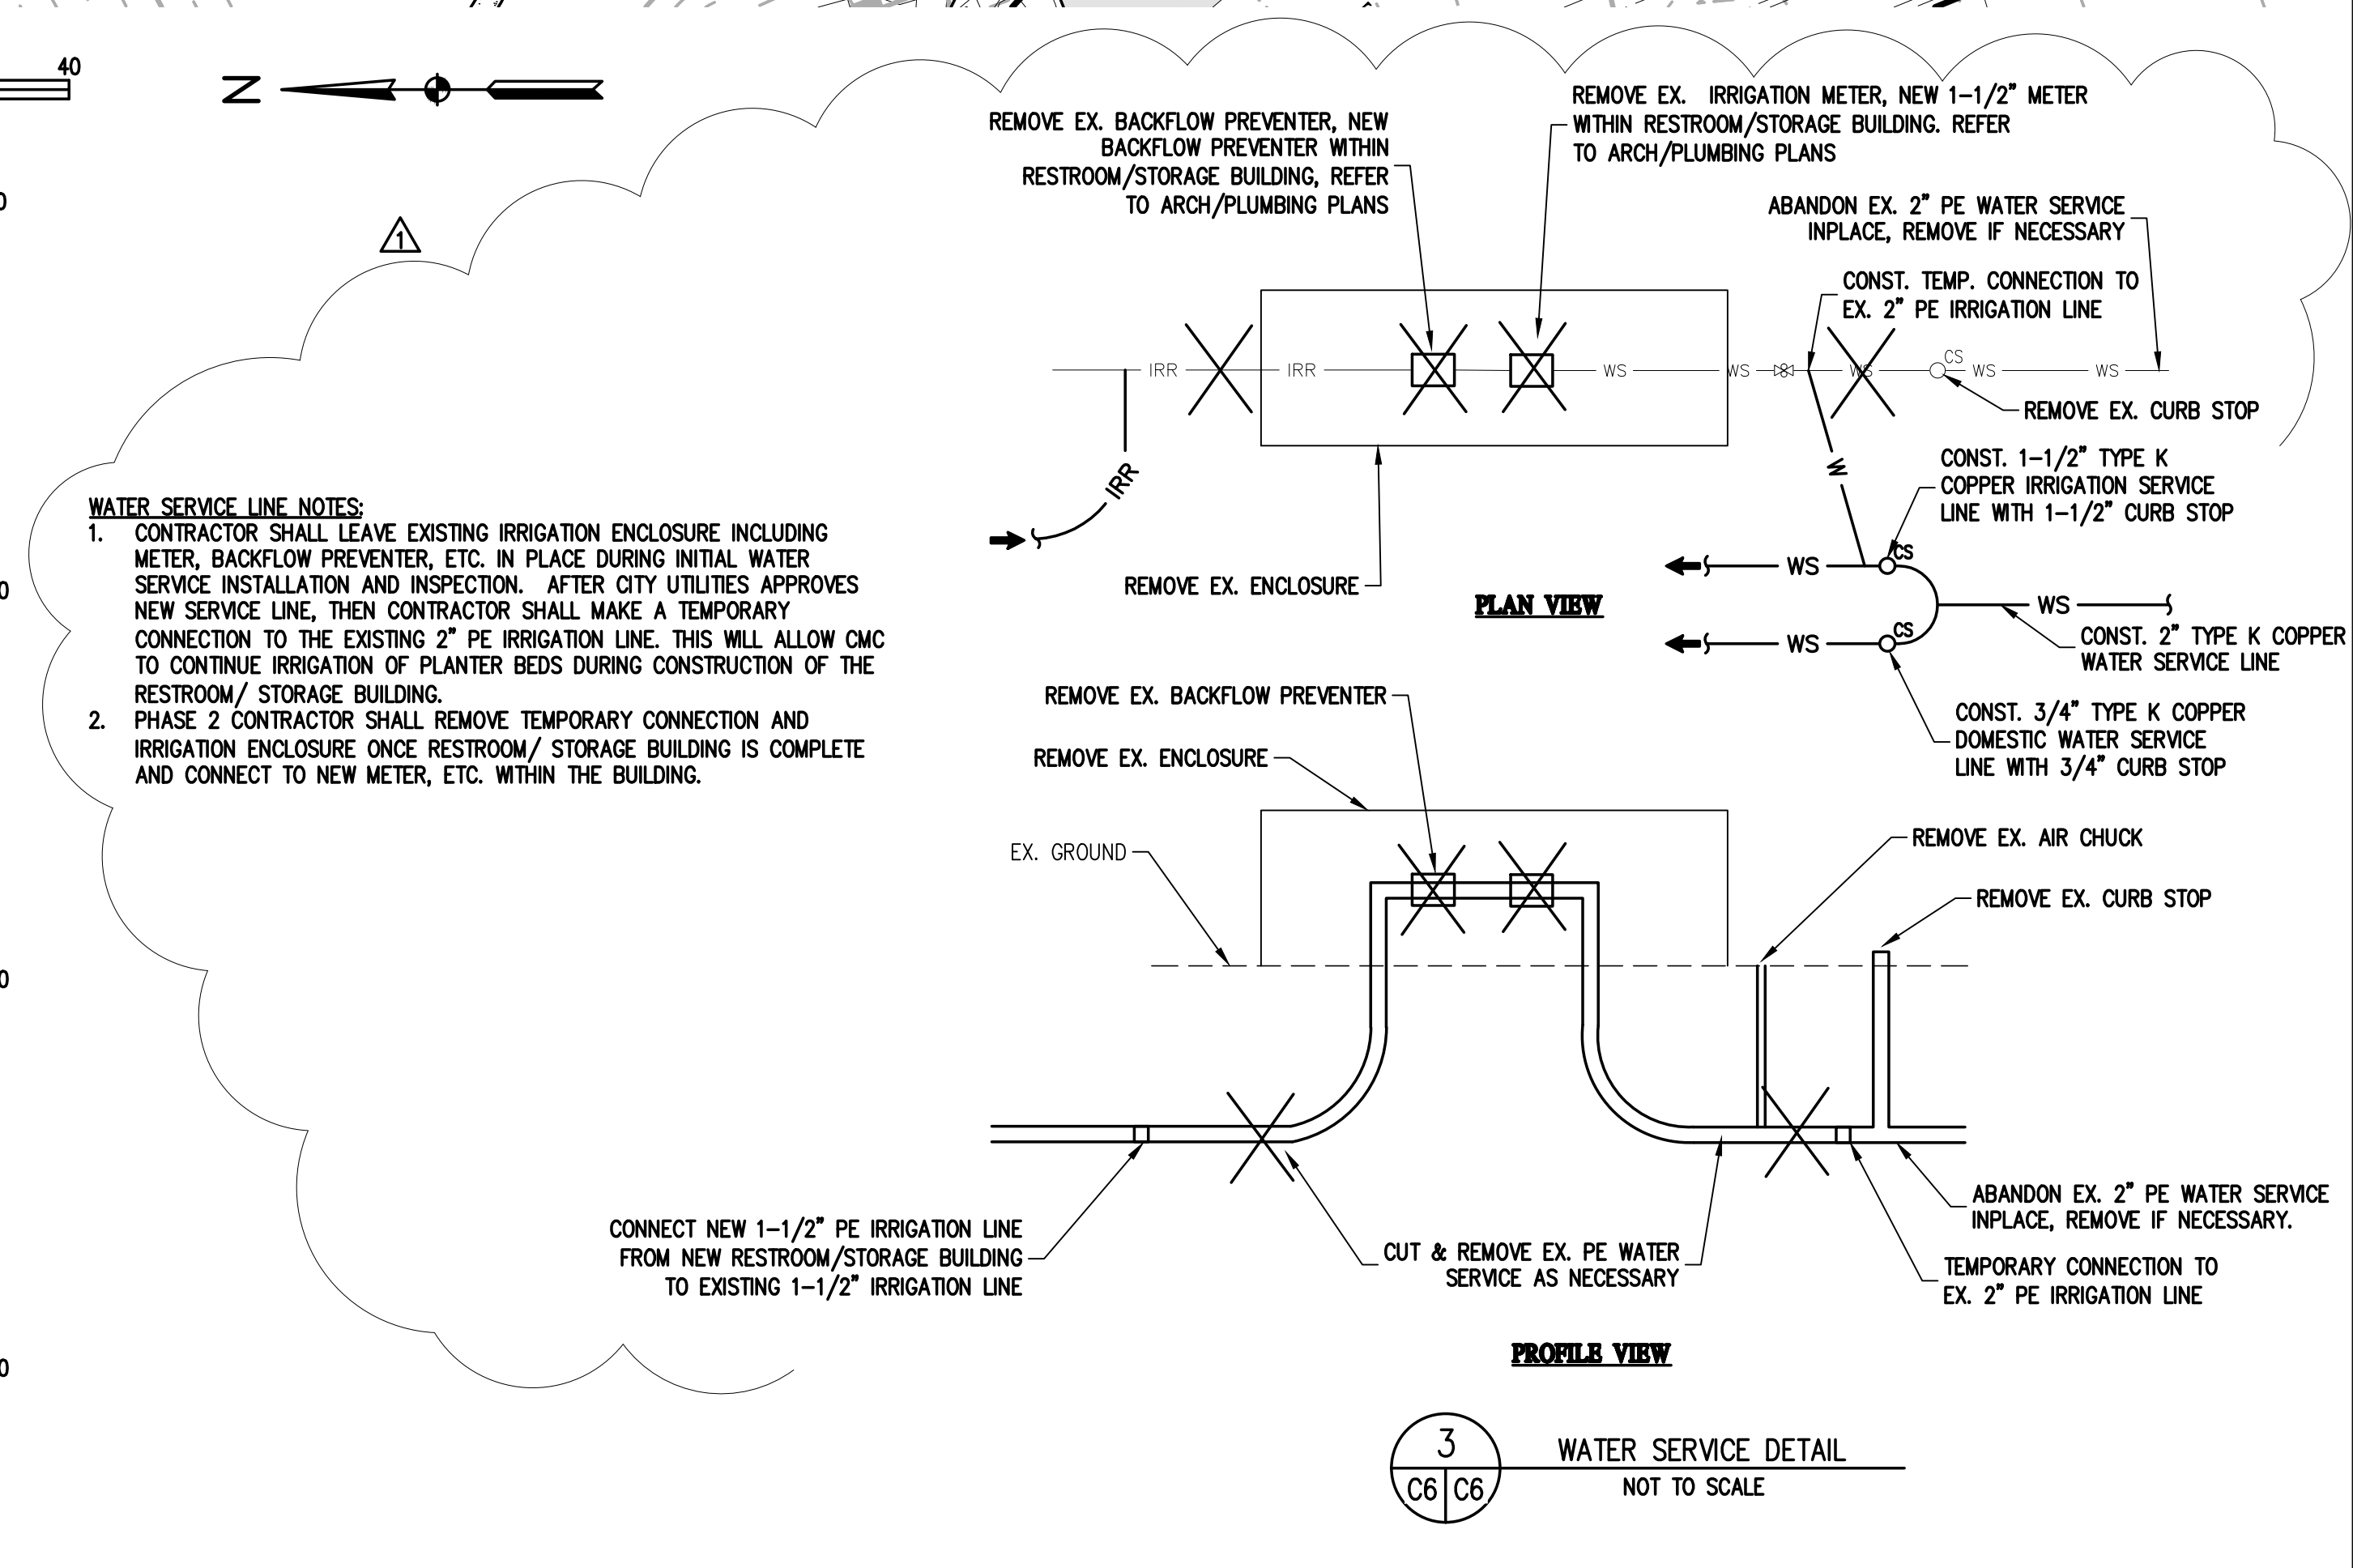 40
N
1
REMOVE EX. BACKFLOW PREVENTER, NEW
BACKFLOW PREVENTER WITHIN
RESTROOM/STORAGE BUILDING, REFER
TO ARCH/PLUMBING PLANS
REMOVE EX. IRRIGATION METER, NEW 1-1/2" METER
WITHIN RESTROOM/STORAGE BUILDING. REFER
TO ARCH/PLUMBING PLANS
ABANDON EX. 2" PE WATER SERVICE
INPLACE, REMOVE IF NECESSARY
CONST. TEMP. CONNECTION TO
EX. 2" PE IRRIGATION LINE
IRR
IRR
WS
WS
WS
CS
WS
WS
REMOVE EX. CURB STOP
IRR
W
CONST. 1-1/2" TYPE K
COPPER IRRIGATION SERVICE
LINE WITH 1-1/2" CURB STOP
REMOVE EX. ENCLOSURE
PLAN VIEW
WS
CS
WS
WS
CS
CONST. 2" TYPE K COPPER
WATER SERVICE LINE
CONST. 3/4" TYPE K COPPER
DOMESTIC WATER SERVICE
LINE WITH 3/4" CURB STOP
WATER SERVICE LINE NOTES:
1. CONTRACTOR SHALL LEAVE EXISTING IRRIGATION ENCLOSURE INCLUDING
METER, BACKFLOW PREVENTER, ETC. IN PLACE DURING INITIAL WATER
SERVICE INSTALLATION AND INSPECTION. AFTER CITY UTILITIES APPROVES
NEW SERVICE LINE, THEN CONTRACTOR SHALL MAKE A TEMPORARY
CONNECTION TO THE EXISTING 2" PE IRRIGATION LINE. THIS WILL ALLOW CMC
TO CONTINUE IRRIGATION OF PLANTER BEDS DURING CONSTRUCTION OF THE
RESTROOM/ STORAGE BUILDING.
2. PHASE 2 CONTRACTOR SHALL REMOVE TEMPORARY CONNECTION AND
IRRIGATION ENCLOSURE ONCE RESTROOM/ STORAGE BUILDING IS COMPLETE
AND CONNECT TO NEW METER, ETC. WITHIN THE BUILDING.
REMOVE EX. BACKFLOW PREVENTER
REMOVE EX. ENCLOSURE
EX. GROUND
REMOVE EX. AIR CHUCK
REMOVE EX. CURB STOP
CONNECT NEW 1-1/2" PE IRRIGATION LINE
FROM NEW RESTROOM/STORAGE BUILDING
TO EXISTING 1-1/2" IRRIGATION LINE
CUT & REMOVE EX. PE WATER
SERVICE AS NECESSARY
ABANDON EX. 2" PE WATER SERVICE
INPLACE, REMOVE IF NECESSARY.
TEMPORARY CONNECTION TO
EX. 2" PE IRRIGATION LINE
PROFILE VIEW
3
C6 C6
WATER SERVICE DETAIL
NOT TO SCALE